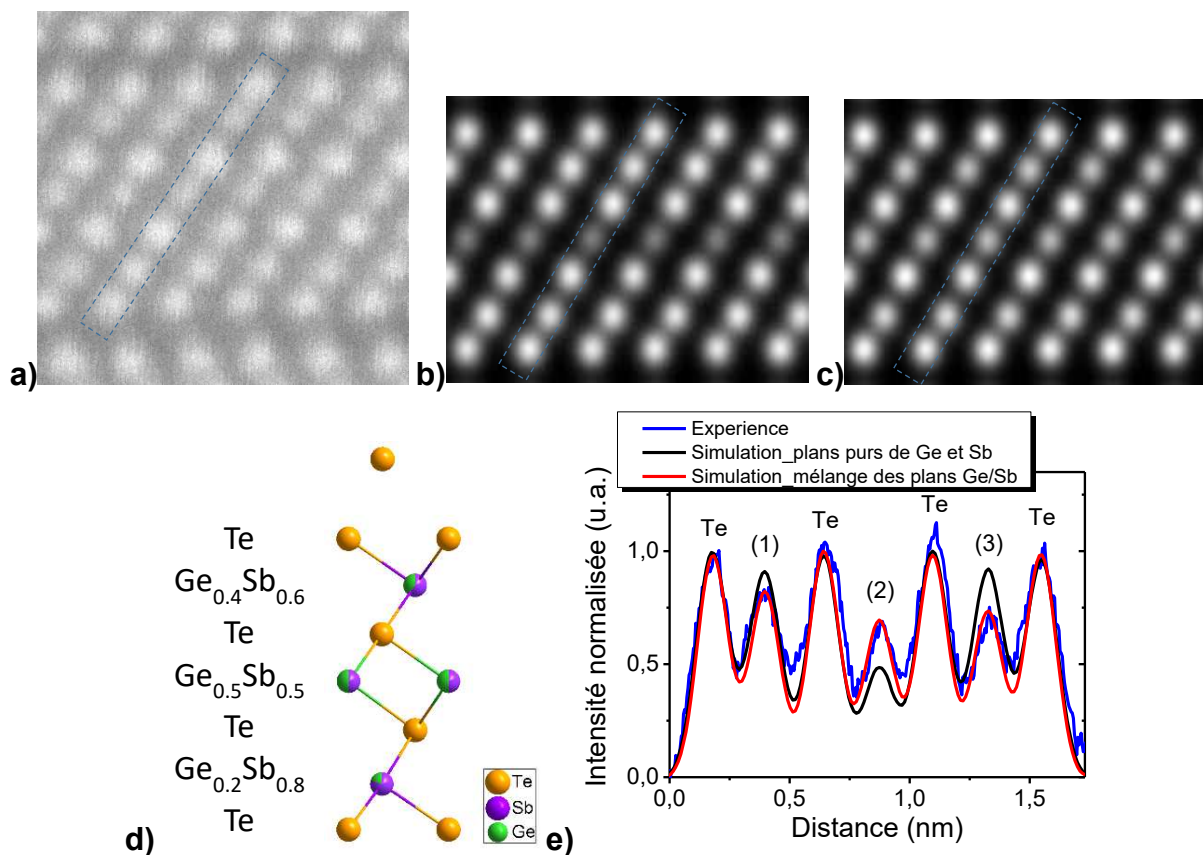 a)
b)
c)
Te
Ge0.4Sb0.6
Te
Ge0.5Sb0.5
Te
Ge0.2Sb0.8
Te
d)
Te
Sb
Ge
Experience
Simulation_plans purs de Ge et Sb
Simulation_mélange des plans Ge/Sb
Te
(1)
Te
(2)
Te
(3)
Te
1,0
0,5
0,0
0,0
0,5
1,0
1,5
Intensité normalisée (u.a.)
Distance (nm)
e)